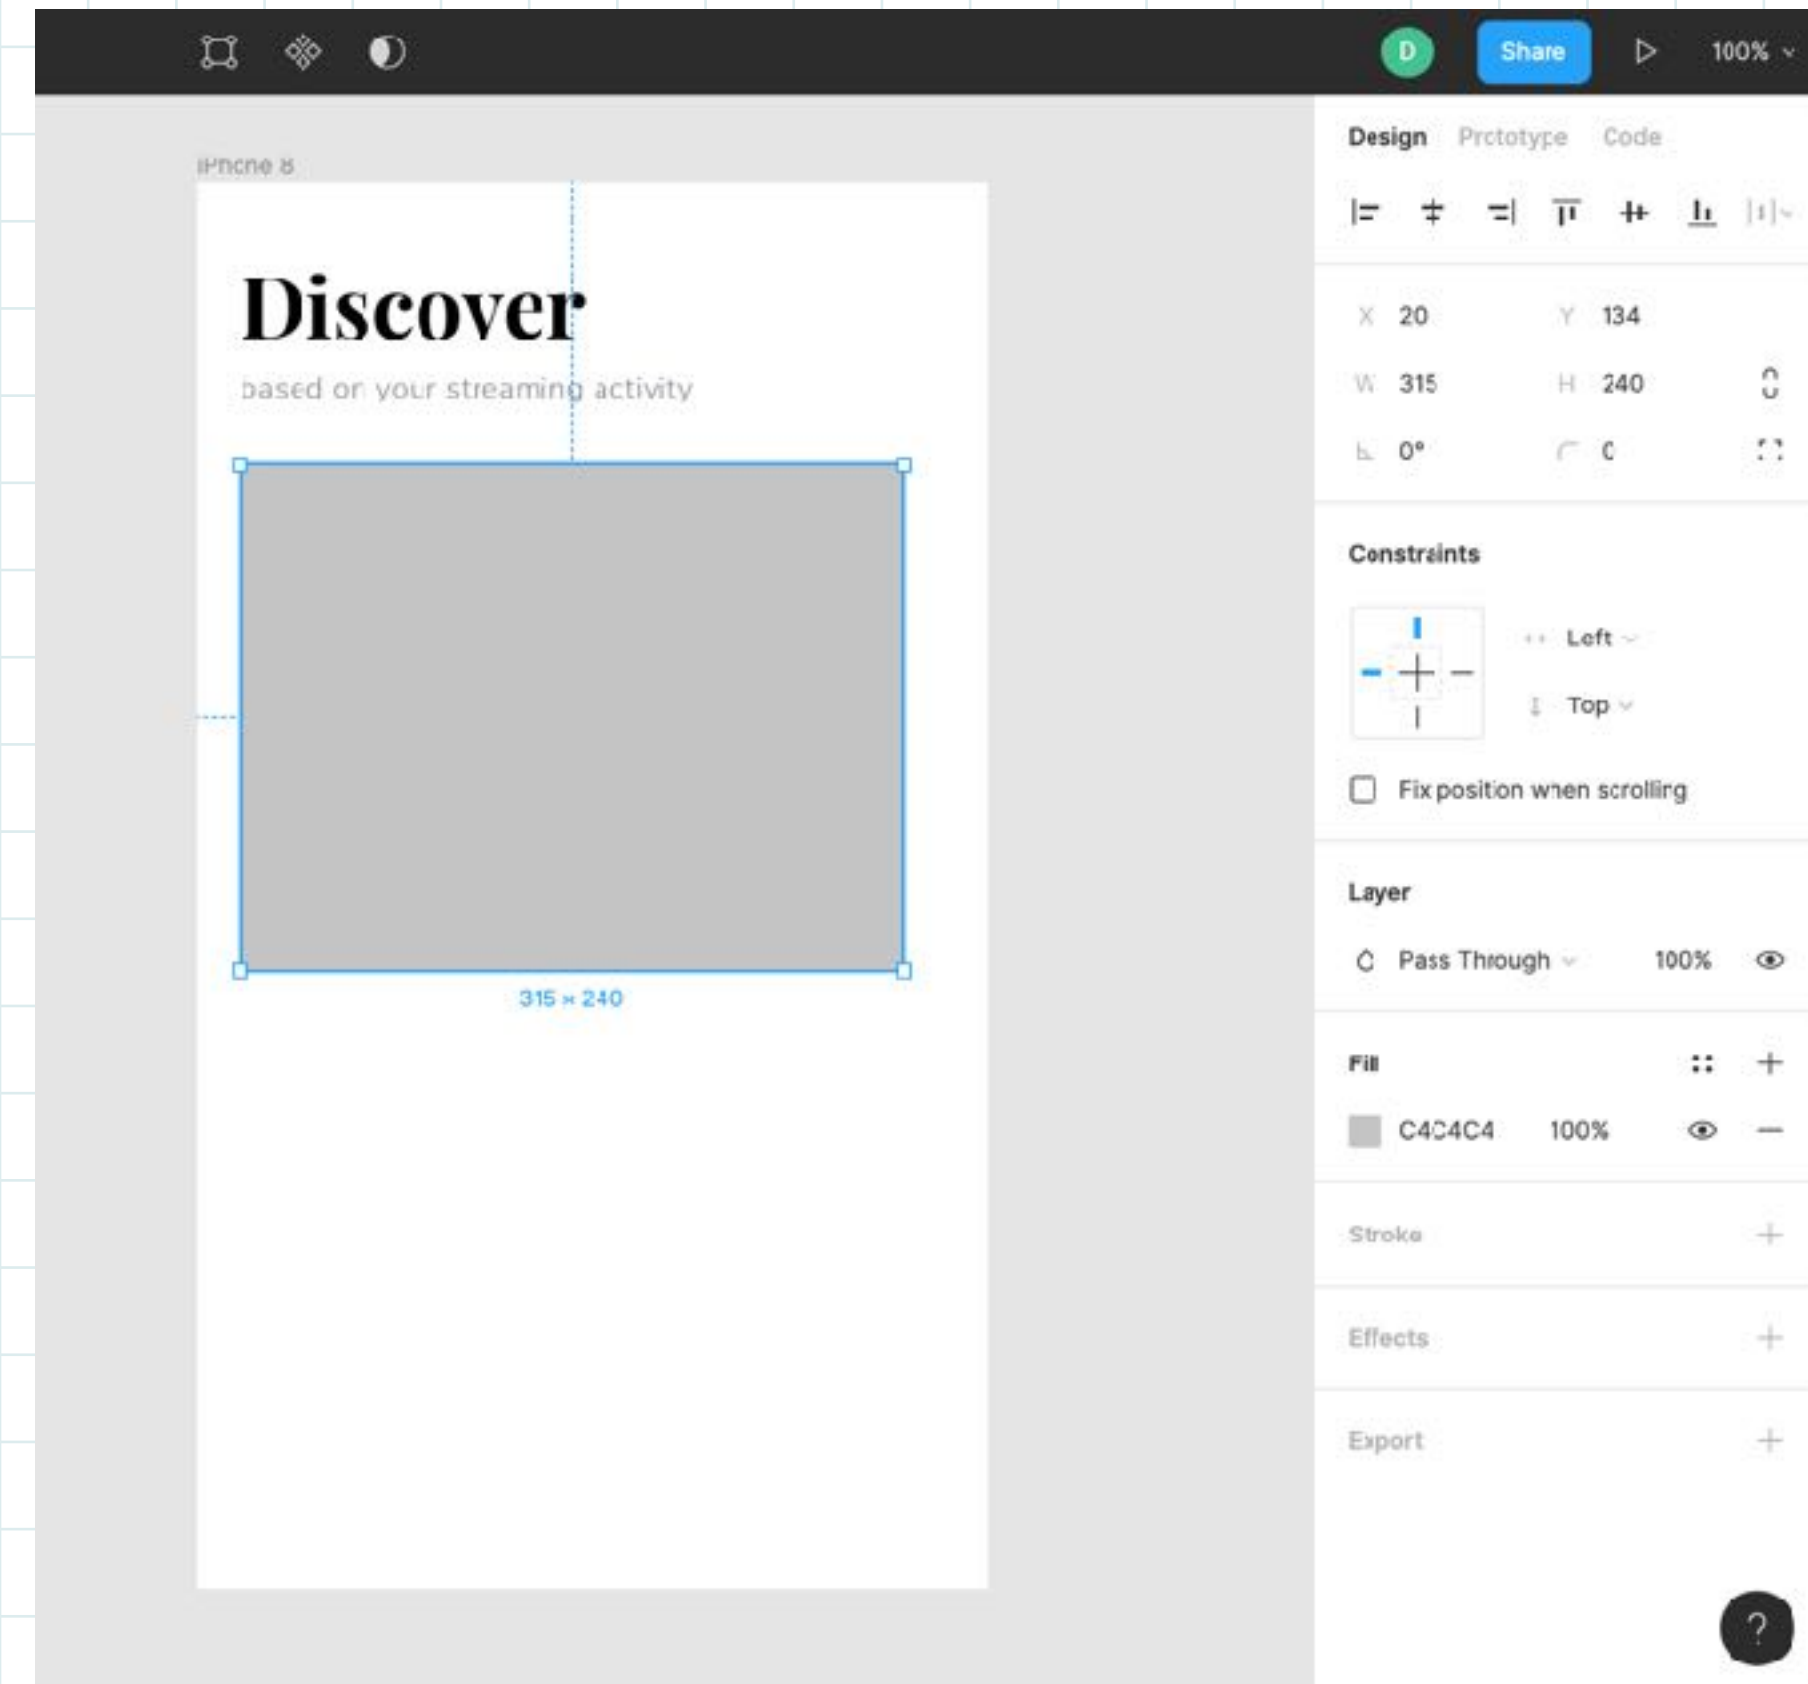 D
Share
100%
iPhone 8
Design Prototype Code
Discover
based on your streaming activity
315 × 240
X 20 Y 134
W 315 H 240
0° 0
Constraints
Left
Top
Fix position when scrolling
Layer
Pass Through 100%
Fill
C4C4C4 100%
Stroke
Effects
Export
?